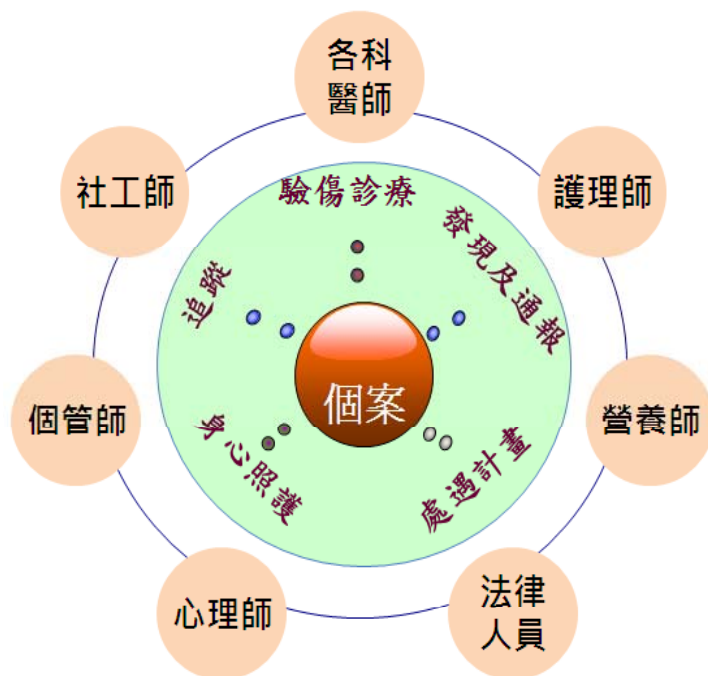 各科
醫師
社工師
護理師
驗傷診療
發現及通報
追蹤
個案
個管師
營養師
身心照護
處遇計畫
心理師
法律
人員